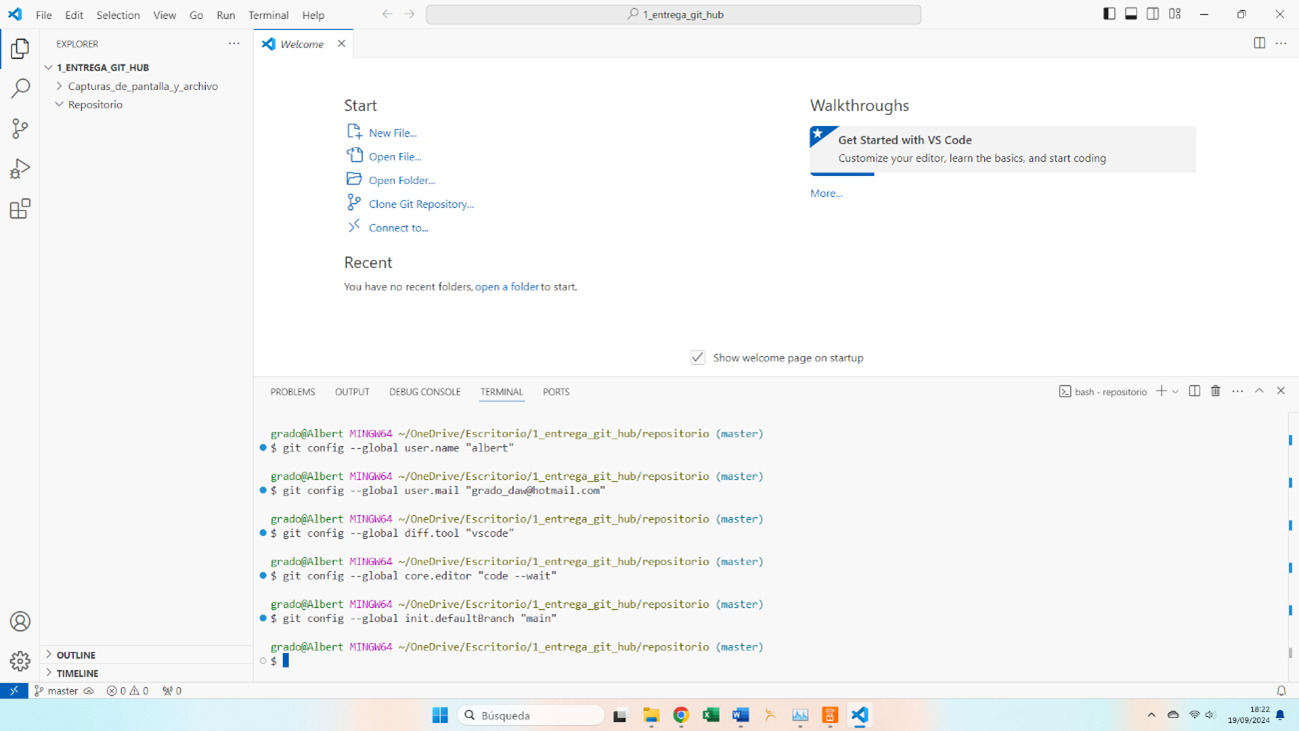 File Edit Selection View Go Run Terminal Help
1_entrega_git_hub
EXPLORER
1_ENTREGA_GIT_HUB
Capturas_de_pantalla_y_archivo
Repositorio
OUTLINE
TIMELINE
Welcome
Start
New File...
Open File...
Open Folder...
Clone Git Repository...
Connect to...
Recent
You have no recent folders, open a folder to start.
Walkthroughs
Get Started with VS Code
Customize your editor, learn the basics, and start coding
More...
Show welcome page on startup
PROBLEMS OUTPUT DEBUG CONSOLE TERMINAL PORTS
bash - repositorio
grado@Albert MINGW64 ~/OneDrive/Escritorio/1_entrega_git_hub/repositorio (master)
$ git config --global user.name "albert"
grado@Albert MINGW64 ~/OneDrive/Escritorio/1_entrega_git_hub/repositorio (master)
$ git config --global user.mail "grado_daw@hotmail.com"
grado@Albert MINGW64 ~/OneDrive/Escritorio/1_entrega_git_hub/repositorio (master)
$ git config --global diff.tool "vscode"
grado@Albert MINGW64 ~/OneDrive/Escritorio/1_entrega_git_hub/repositorio (master)
$ git config --global core.editor "code --wait"
grado@Albert MINGW64 ~/OneDrive/Escritorio/1_entrega_git_hub/repositorio (master)
$ git config --global init.defaultBranch "main"
grado@Albert MINGW64 ~/OneDrive/Escritorio/1_entrega_git_hub/repositorio (master)
$
master 0 0 0
Búsqueda
18:22
19/09/2024